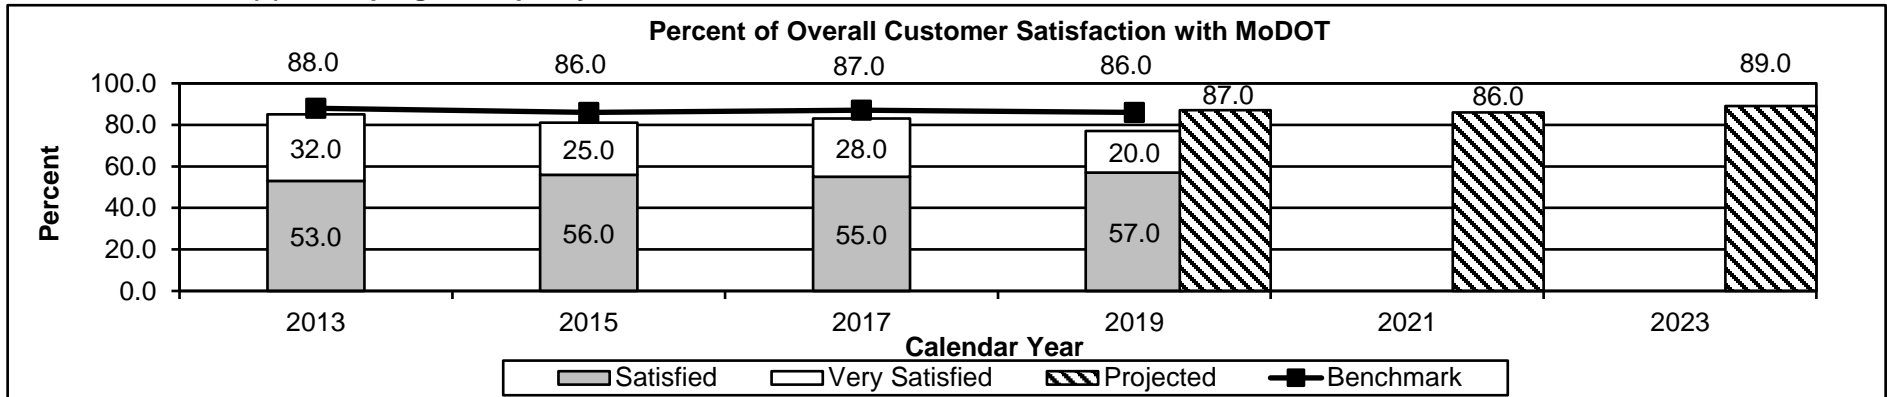 Percent of Overall Customer Satisfaction with MoDOT
88.0 86.0 87.0 86.0 89.0
100.0 87.0 86.0
80.0
32.0 25.0 28.0 20.0
60.0
40.0
53.0 56.0 55.0 57.0
20.0
0.0
Percent
2013 2015 2017 2019 2021 2023
Calendar Year
Satisfied Very Satisfied Projected Benchmark